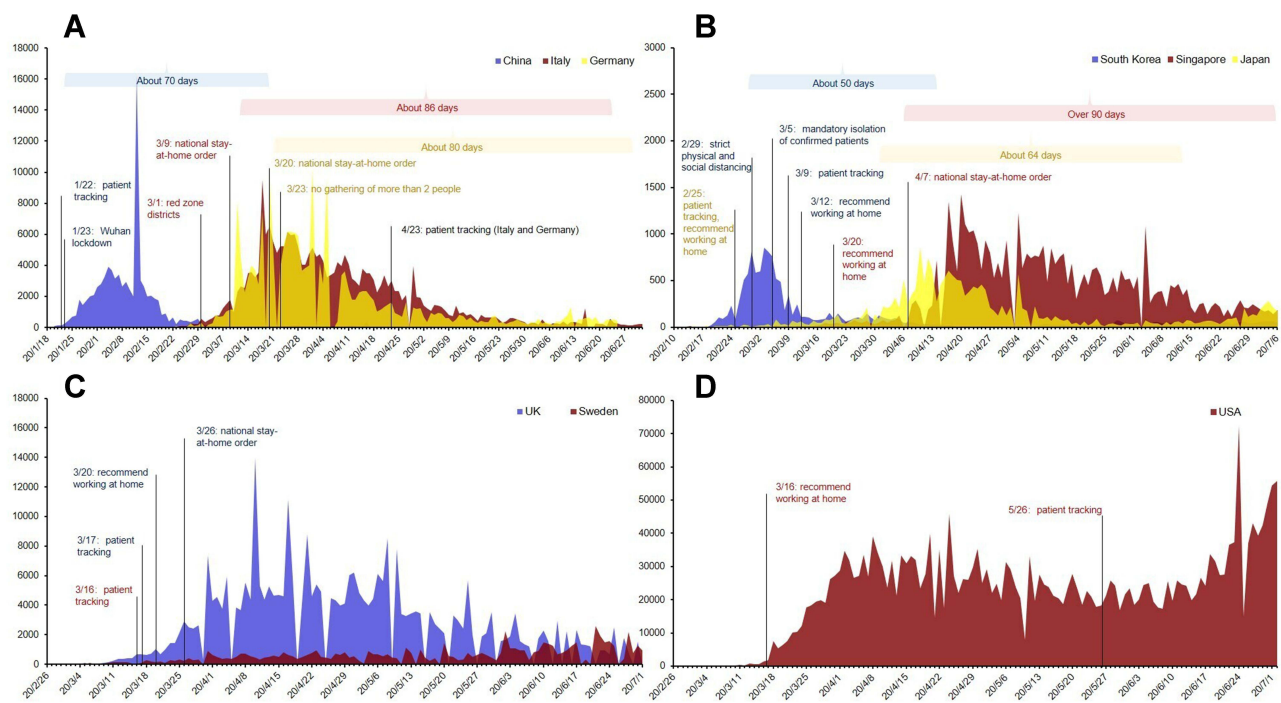 A
18000
16000
14000
12000
10000
8000
6000
4000
2000
0
China Italy Germany
About 70 days
About 86 days
About 80 days
3/9: national stay-
at-home order
3/20: national stay-at-home order
1/22: patient
tracking
3/23: no gathering of more than 2 people
3/1: red zone
districts
1/23: Wuhan
lockdown
4/23: patient tracking (Italy and Germany)
20/1/18 20/1/25 20/2/1 20/2/8 20/2/15 20/2/22 20/2/29 20/3/7 20/3/14 20/3/21 20/3/28 20/4/4 20/4/11 20/4/18 20/4/25 20/5/2 20/5/9 20/5/16 20/5/23 20/5/30 20/6/6 20/6/13 20/6/20 20/6/27
B
3000
2500
2000
1500
1000
500
0
South Korea Singapore Japan
About 50 days
Over 90 days
About 64 days
3/5: mandatory isolation
of confirmed patients
2/29: strict
physical and
social distancing
3/9: patient tracking
4/7: national stay-at-home order
2/25:
patient
tracking,
recommend
working at
home
3/12: recommend
working at home
3/20:
recommend
working at
home
20/2/10 20/2/17 20/2/24 20/3/2 20/3/9 20/3/16 20/3/23 20/3/30 20/4/6 20/4/13 20/4/20 20/4/27 20/5/4 20/5/11 20/5/18 20/5/25 20/6/1 20/6/8 20/6/15 20/6/22 20/6/29 20/7/6
C
18000
16000
14000
12000
10000
8000
6000
4000
2000
0
UK Sweden
3/26: national stay-
at-home order
3/20: recommend
working at home
3/17: patient
tracking
3/16: patient
tracking
20/2/26 20/3/4 20/3/11 20/3/18 20/3/25 20/4/1 20/4/8 20/4/15 20/4/22 20/4/29 20/5/6 20/5/13 20/5/20 20/5/27 20/6/3 20/6/10 20/6/17 20/6/24 20/7/1
D
80000
70000
60000
50000
40000
30000
20000
10000
0
USA
3/16: recommend
working at home
5/26: patient tracking
20/2/26 20/3/4 20/3/11 20/3/18 20/3/25 20/4/1 20/4/8 20/4/15 20/4/22 20/4/29 20/5/6 20/5/13 20/5/20 20/5/27 20/6/3 20/6/10 20/6/17 20/6/24 20/7/1